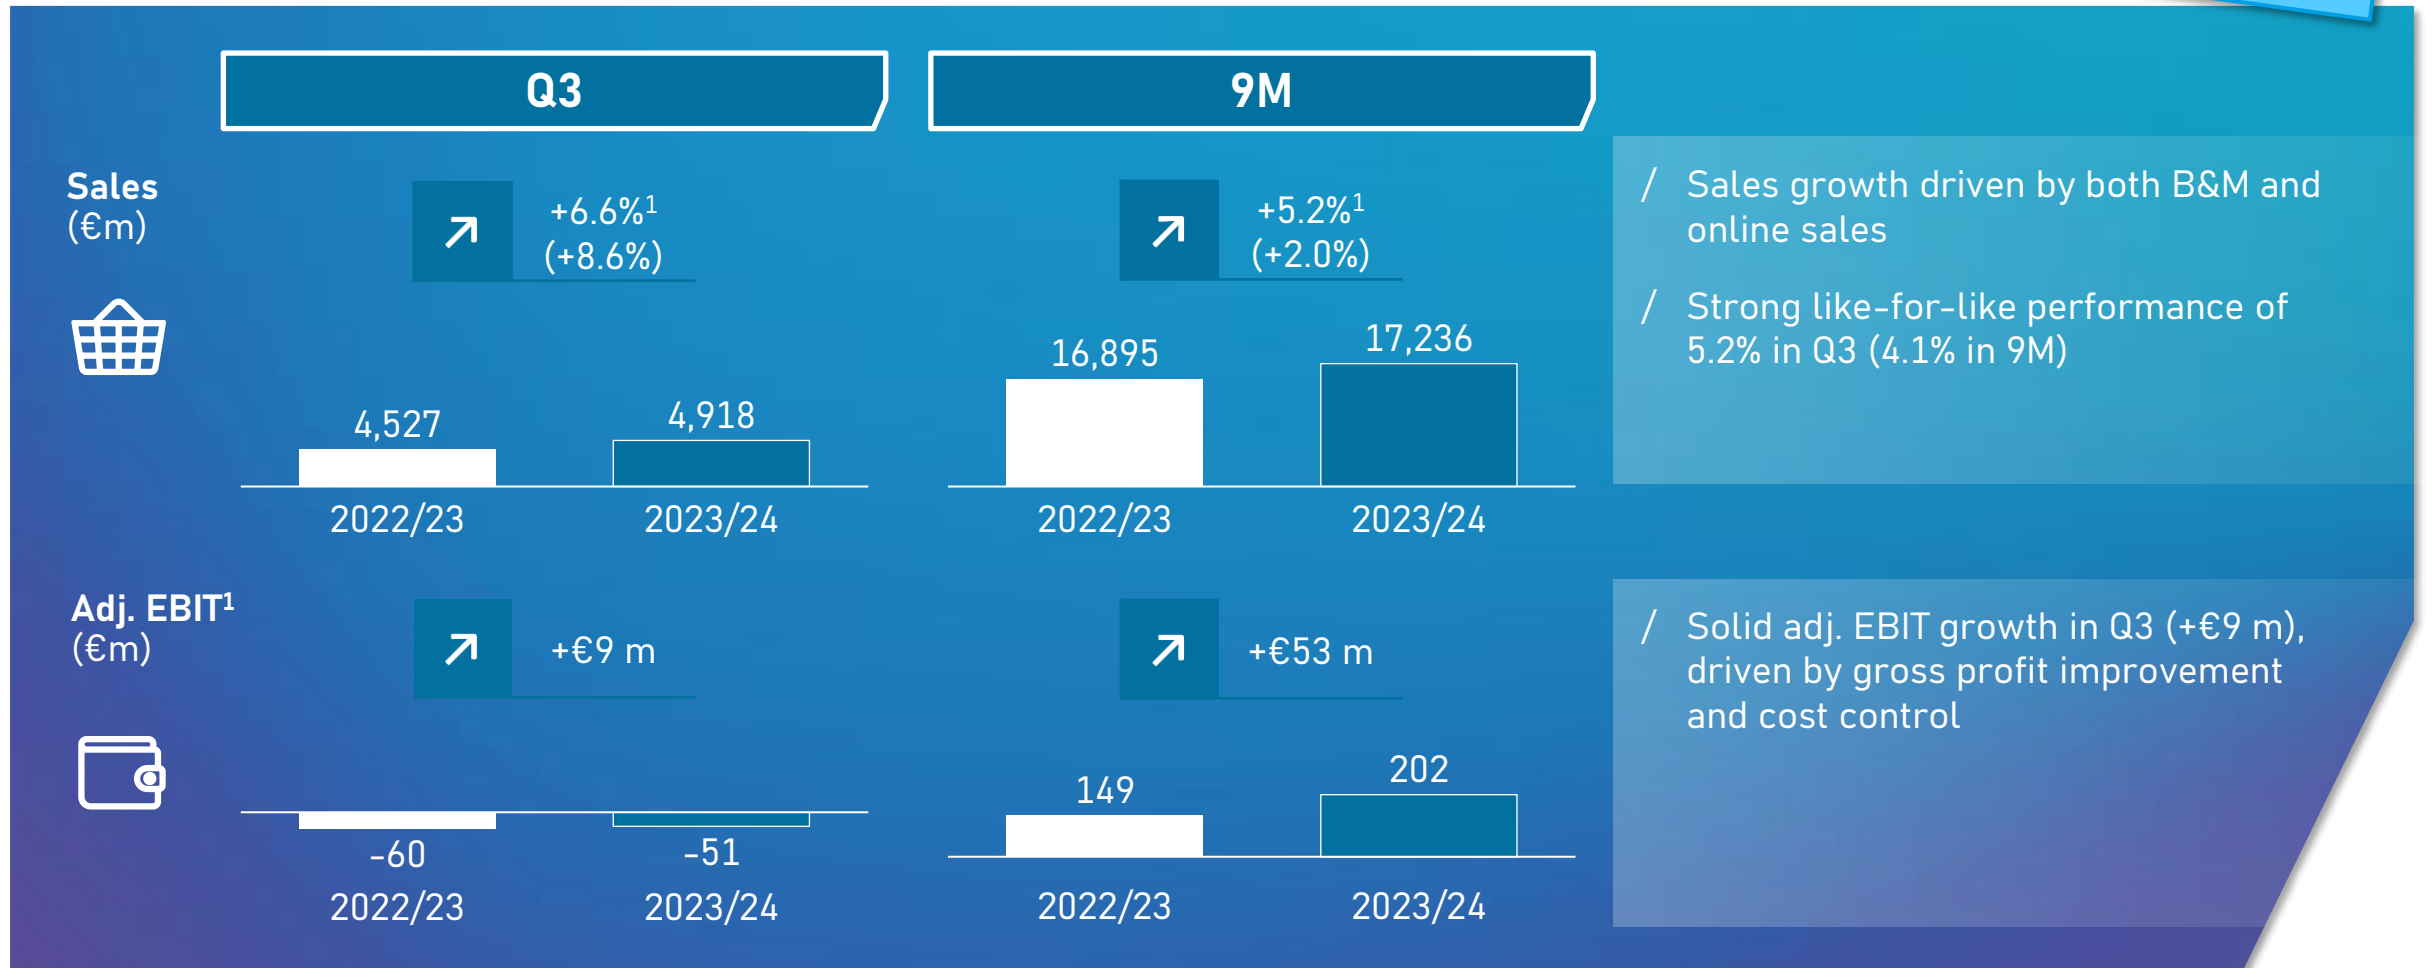 Q3
9M
Sales
(€m)
+6.6%¹
(+8.6%)
+5.2%¹
(+2.0%)
4,527
4,918
16,895
17,236
2022/23
2023/24
2022/23
2023/24
/ Sales growth driven by both B&M and
online sales
/ Strong like-for-like performance of
5.2% in Q3 (4.1% in 9M)
Adj. EBIT¹
(€m)
+€9 m
+€53 m
-60
-51
149
202
2022/23
2023/24
2022/23
2023/24
/ Solid adj. EBIT growth in Q3 (+€9 m),
driven by gross profit improvement
and cost control